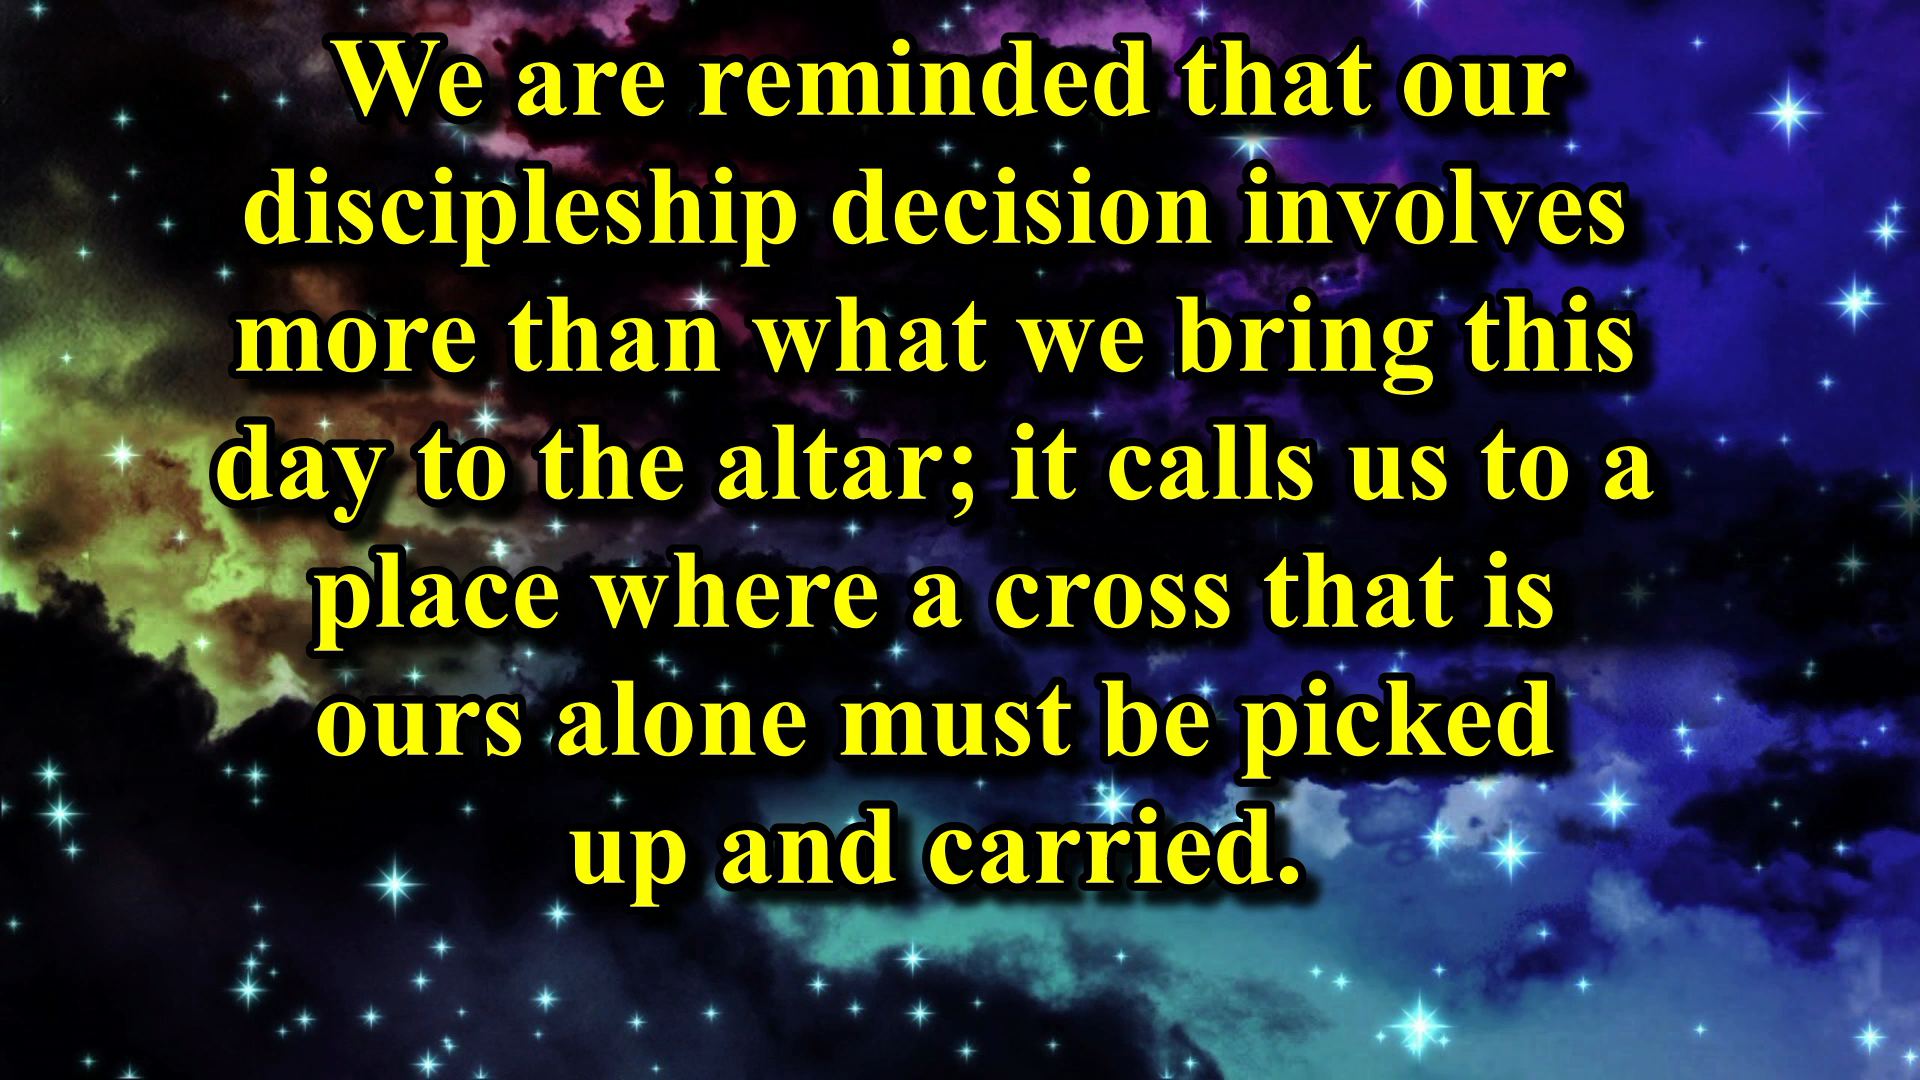 We are reminded that our
discipleship decision involves
more than what we bring this
day to the altar; it calls us to a
place where a cross that is
ours alone must be picked
up and carried.